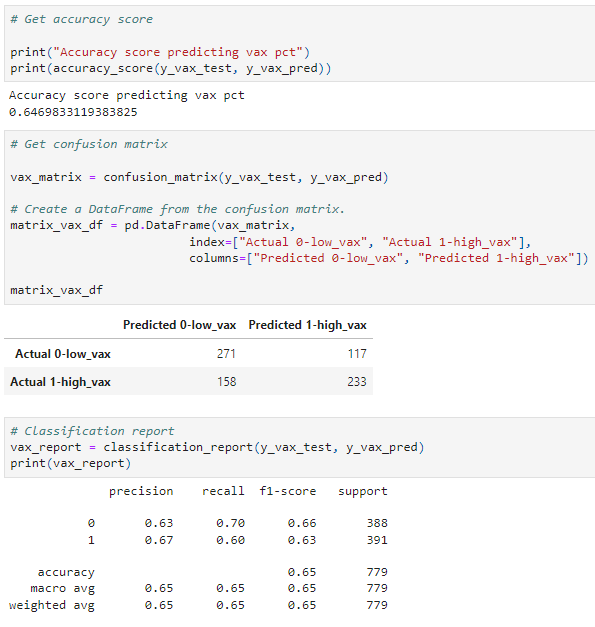 # Get accuracy score
print("Accuracy score predicting vax pct")
print(accuracy_score(y_vax_test, y_vax_pred))
Accuracy score predicting vax pct
0.6469833119383825
# Get confusion matrix
vax_matrix = confusion_matrix(y_vax_test, y_vax_pred)
# Create a DataFrame from the confusion matrix.
matrix_vax_df = pd.DataFrame(vax_matrix,
index=["Actual 0-low_vax", "Actual 1-high_vax"],
columns=["Predicted 0-low_vax", "Predicted 1-high_vax"])
matrix_vax_df
Predicted 0-low_vax Predicted 1-high_vax
Actual 0-low_vax 271 117
Actual 1-high_vax 158 233
# Classification report
vax_report = classification_report(y_vax_test, y_vax_pred)
print(vax_report)
precision recall f1-score support
0 0.63 0.70 0.66 388
1 0.67 0.60 0.63 391
accuracy 0.65 779
macro avg 0.65 0.65 0.65 779
weighted avg 0.65 0.65 0.65 779